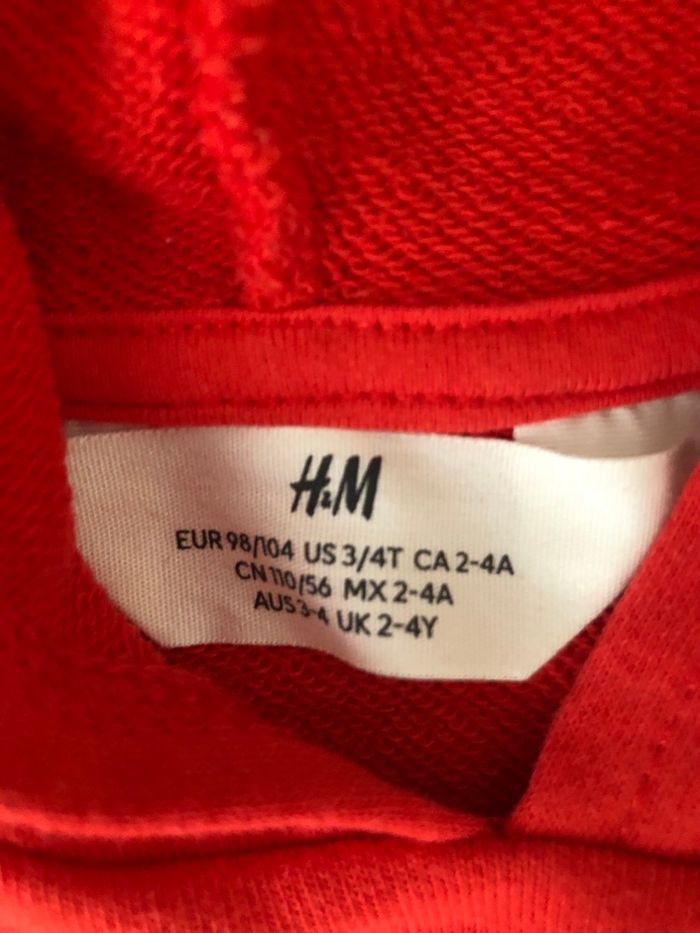 H&M
EUR 98/104 US 3/4T CA 2-4A
CN 110/56 MX 2-4A
AUS 3-4 UK 2-4Y